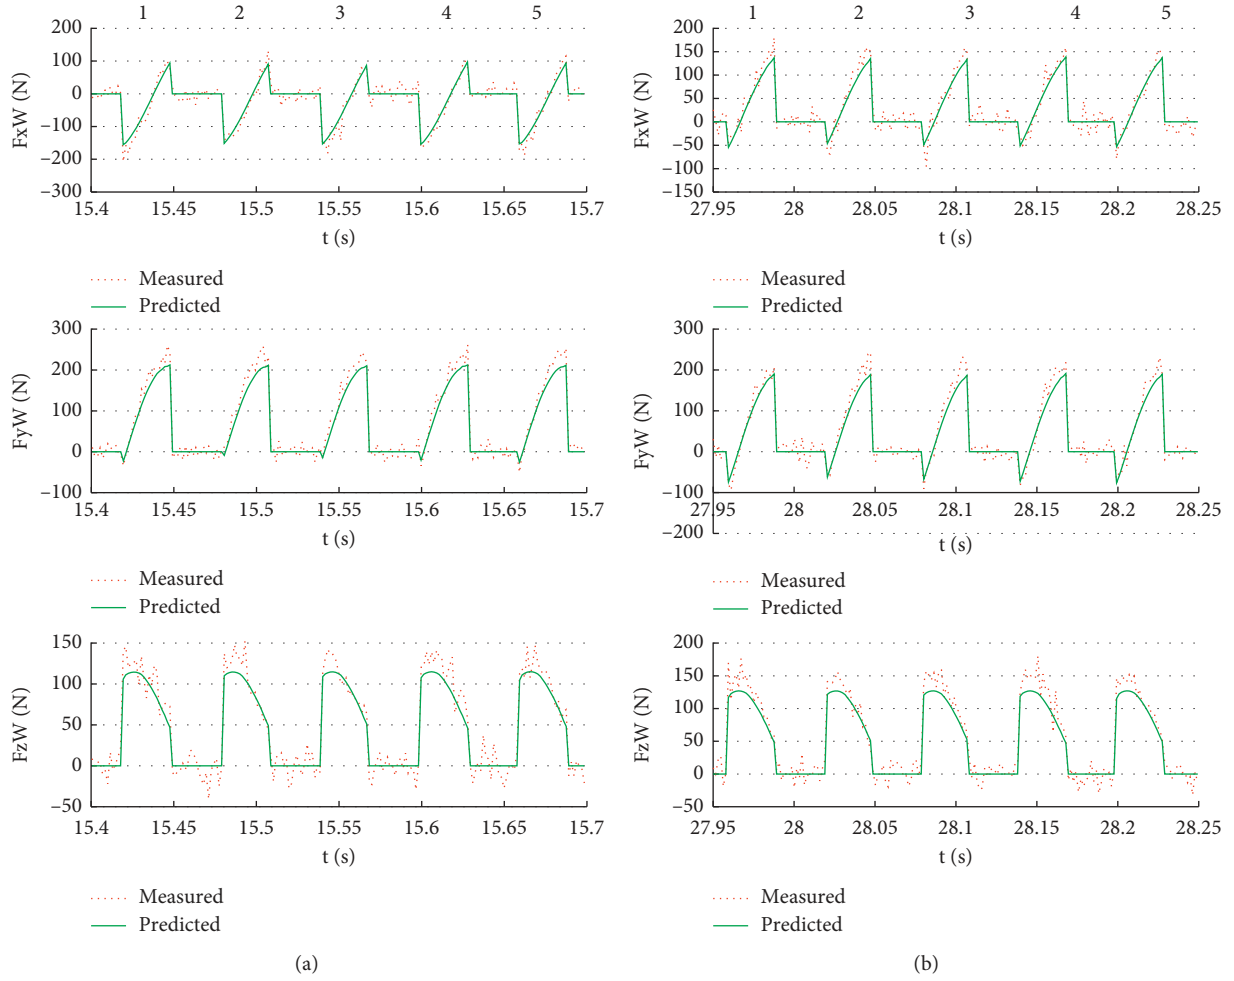 1 2 3 4 5
200
100
0
−100
−200
−300
FxW (N)
15.4 15.45 15.5 15.55 15.6 15.65 15.7
t (s)
Measured
Predicted
300
200
100
0
−100
FyW (N)
15.4 15.45 15.5 15.55 15.6 15.65 15.7
t (s)
Measured
Predicted
150
100
50
0
−50
FzW (N)
15.4 15.45 15.5 15.55 15.6 15.65 15.7
t (s)
Measured
Predicted
(a)
1 2 3 4 5
200
150
100
50
0
−50
−100
−150
FxW (N)
27.95 28 28.05 28.1 28.15 28.2 28.25
t (s)
Measured
Predicted
300
200
100
0
−100
−200
FyW (N)
27.95 28 28.05 28.1 28.15 28.2 28.25
t (s)
Measured
Predicted
200
150
100
50
0
−50
FzW (N)
27.95 28 28.05 28.1 28.15 28.2 28.25
t (s)
Measured
Predicted
(b)